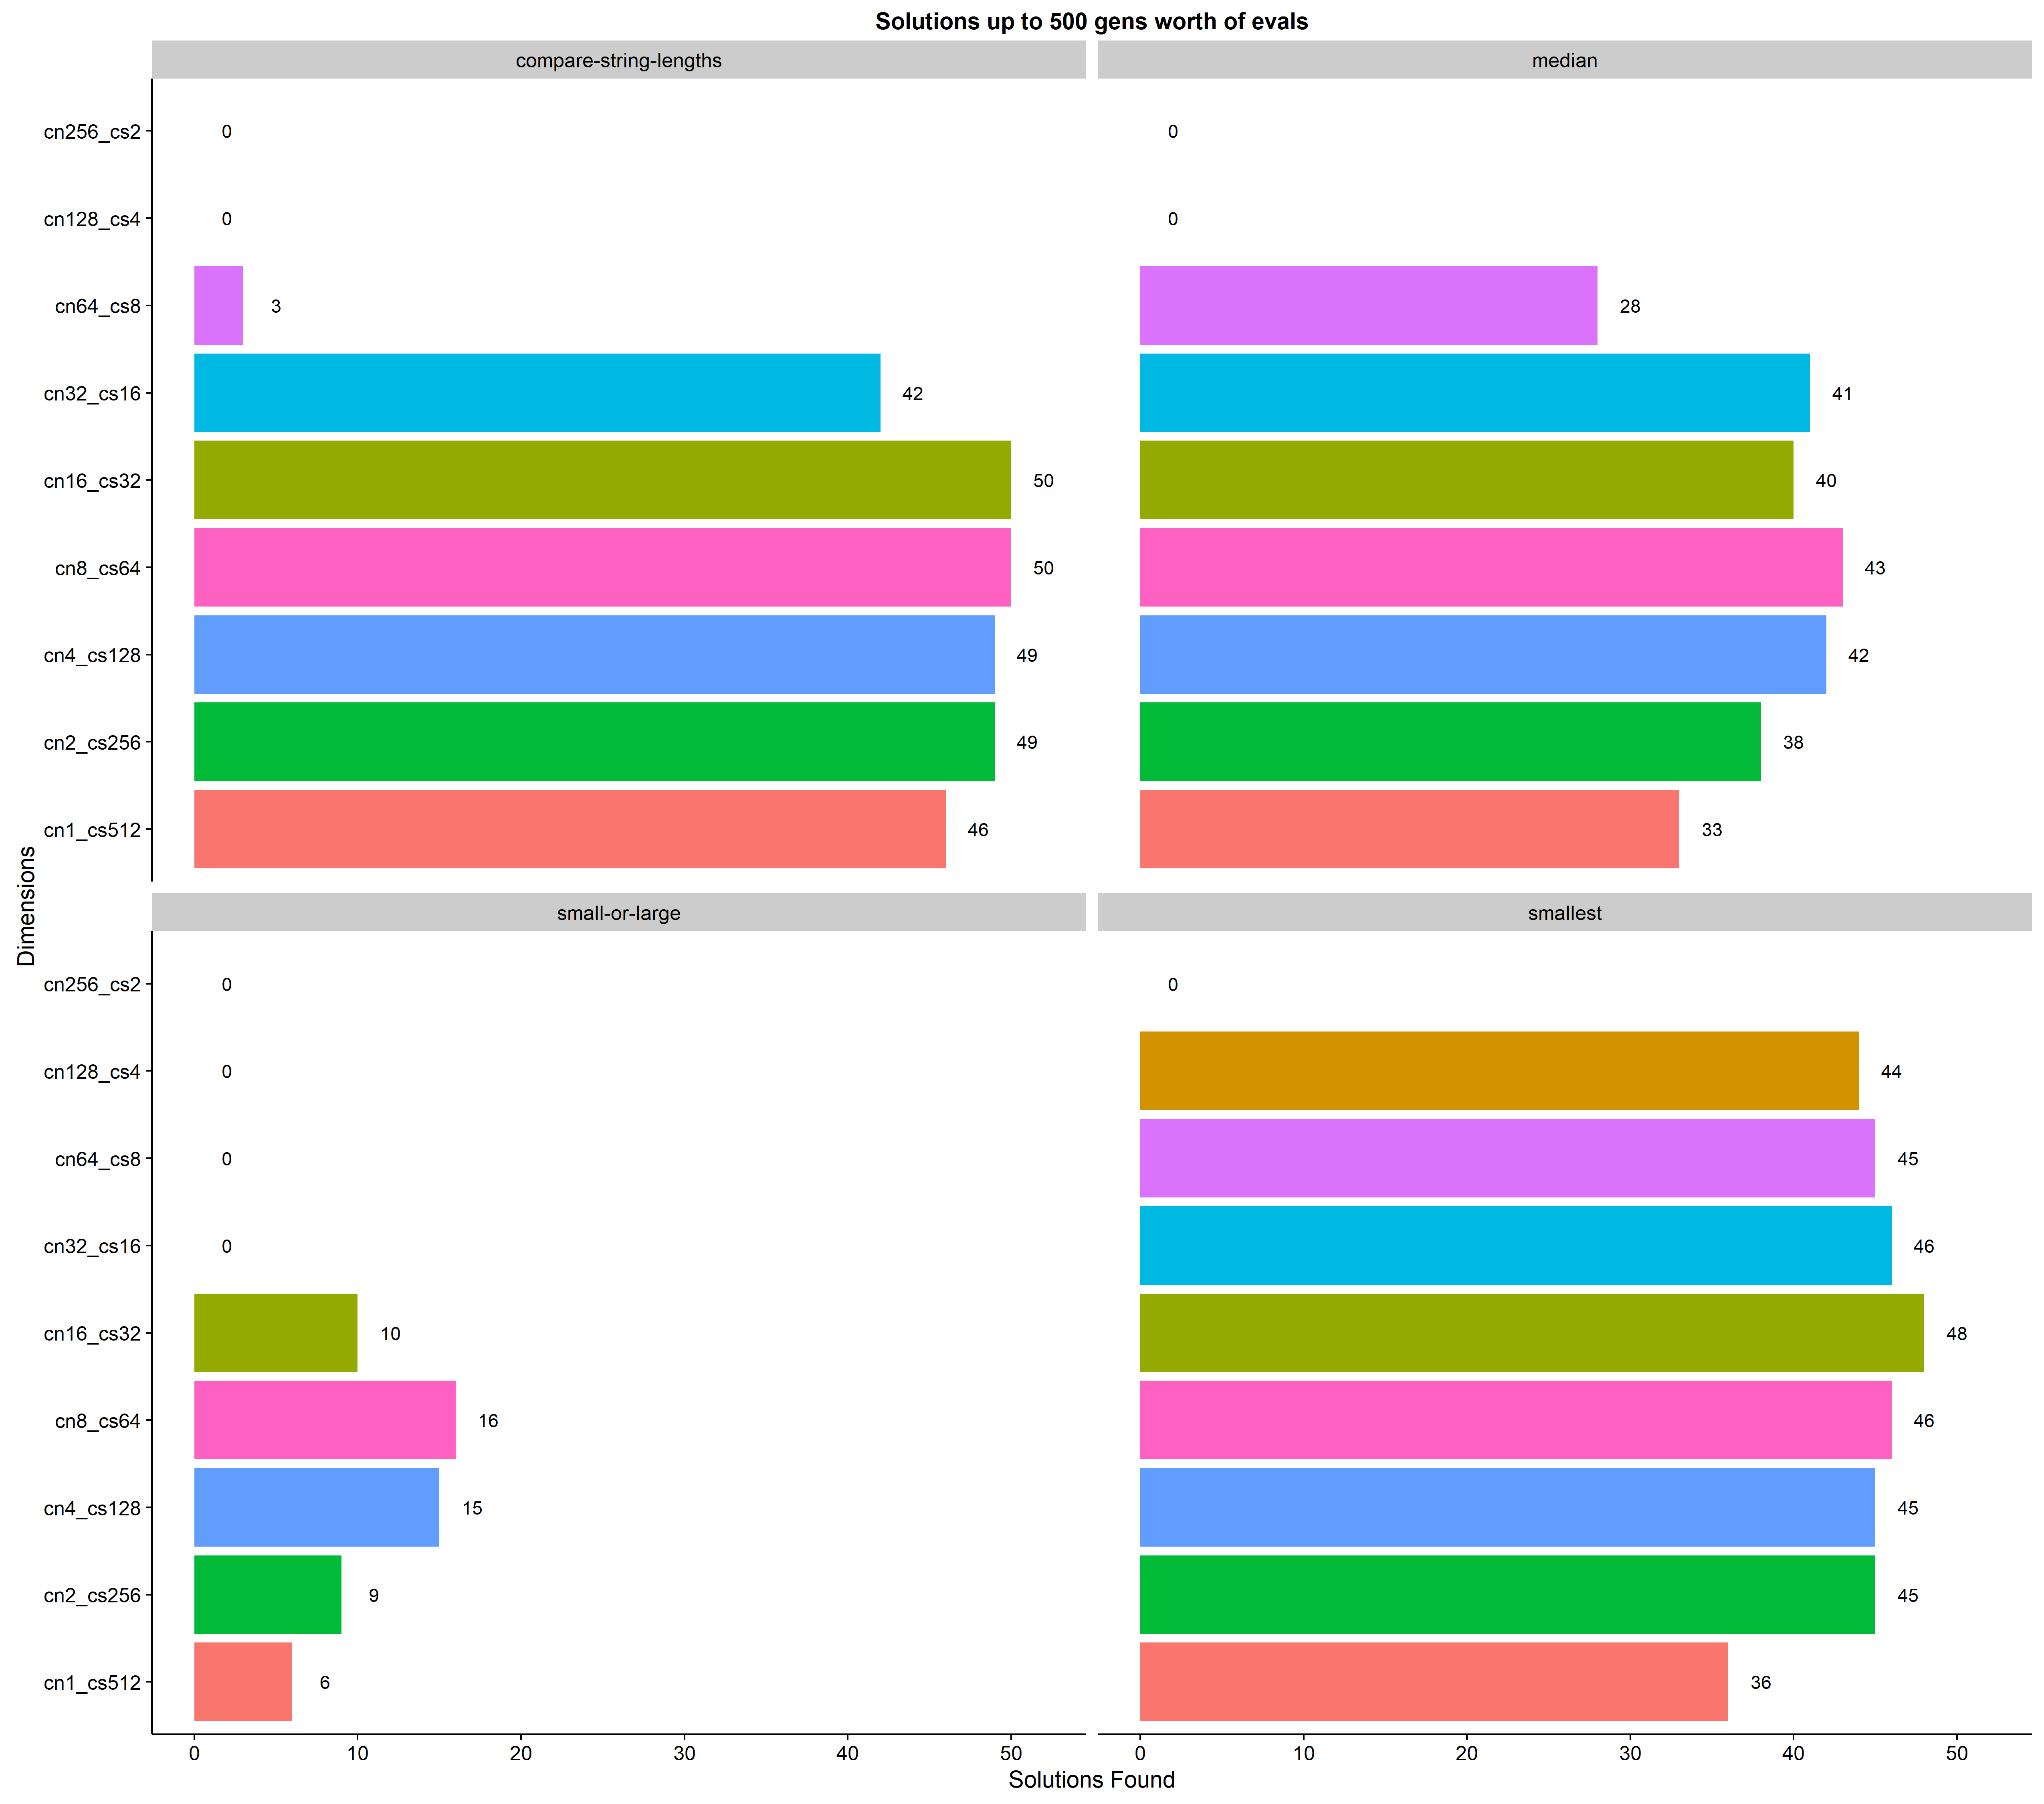 Solutions up to 500 gens worth of evals
compare-string-lengths
median
cn256_cs2 0 0
cn128_cs4 0 0
cn64_cs8 3 28
cn32_cs16 42 41
cn16_cs32 50 40
cn8_cs64 50 43
cn4_cs128 49 42
cn2_cs256 49 38
cn1_cs512 46 33
Dimensions
small-or-large
smallest
cn256_cs2 0 0
cn128_cs4 0 44
cn64_cs8 0 45
cn32_cs16 0 46
cn16_cs32 10 48
cn8_cs64 16 46
cn4_cs128 15 45
cn2_cs256 9 45
cn1_cs512 6 36
0 10 20 30 40 50 0 10 20 30 40 50
Solutions Found